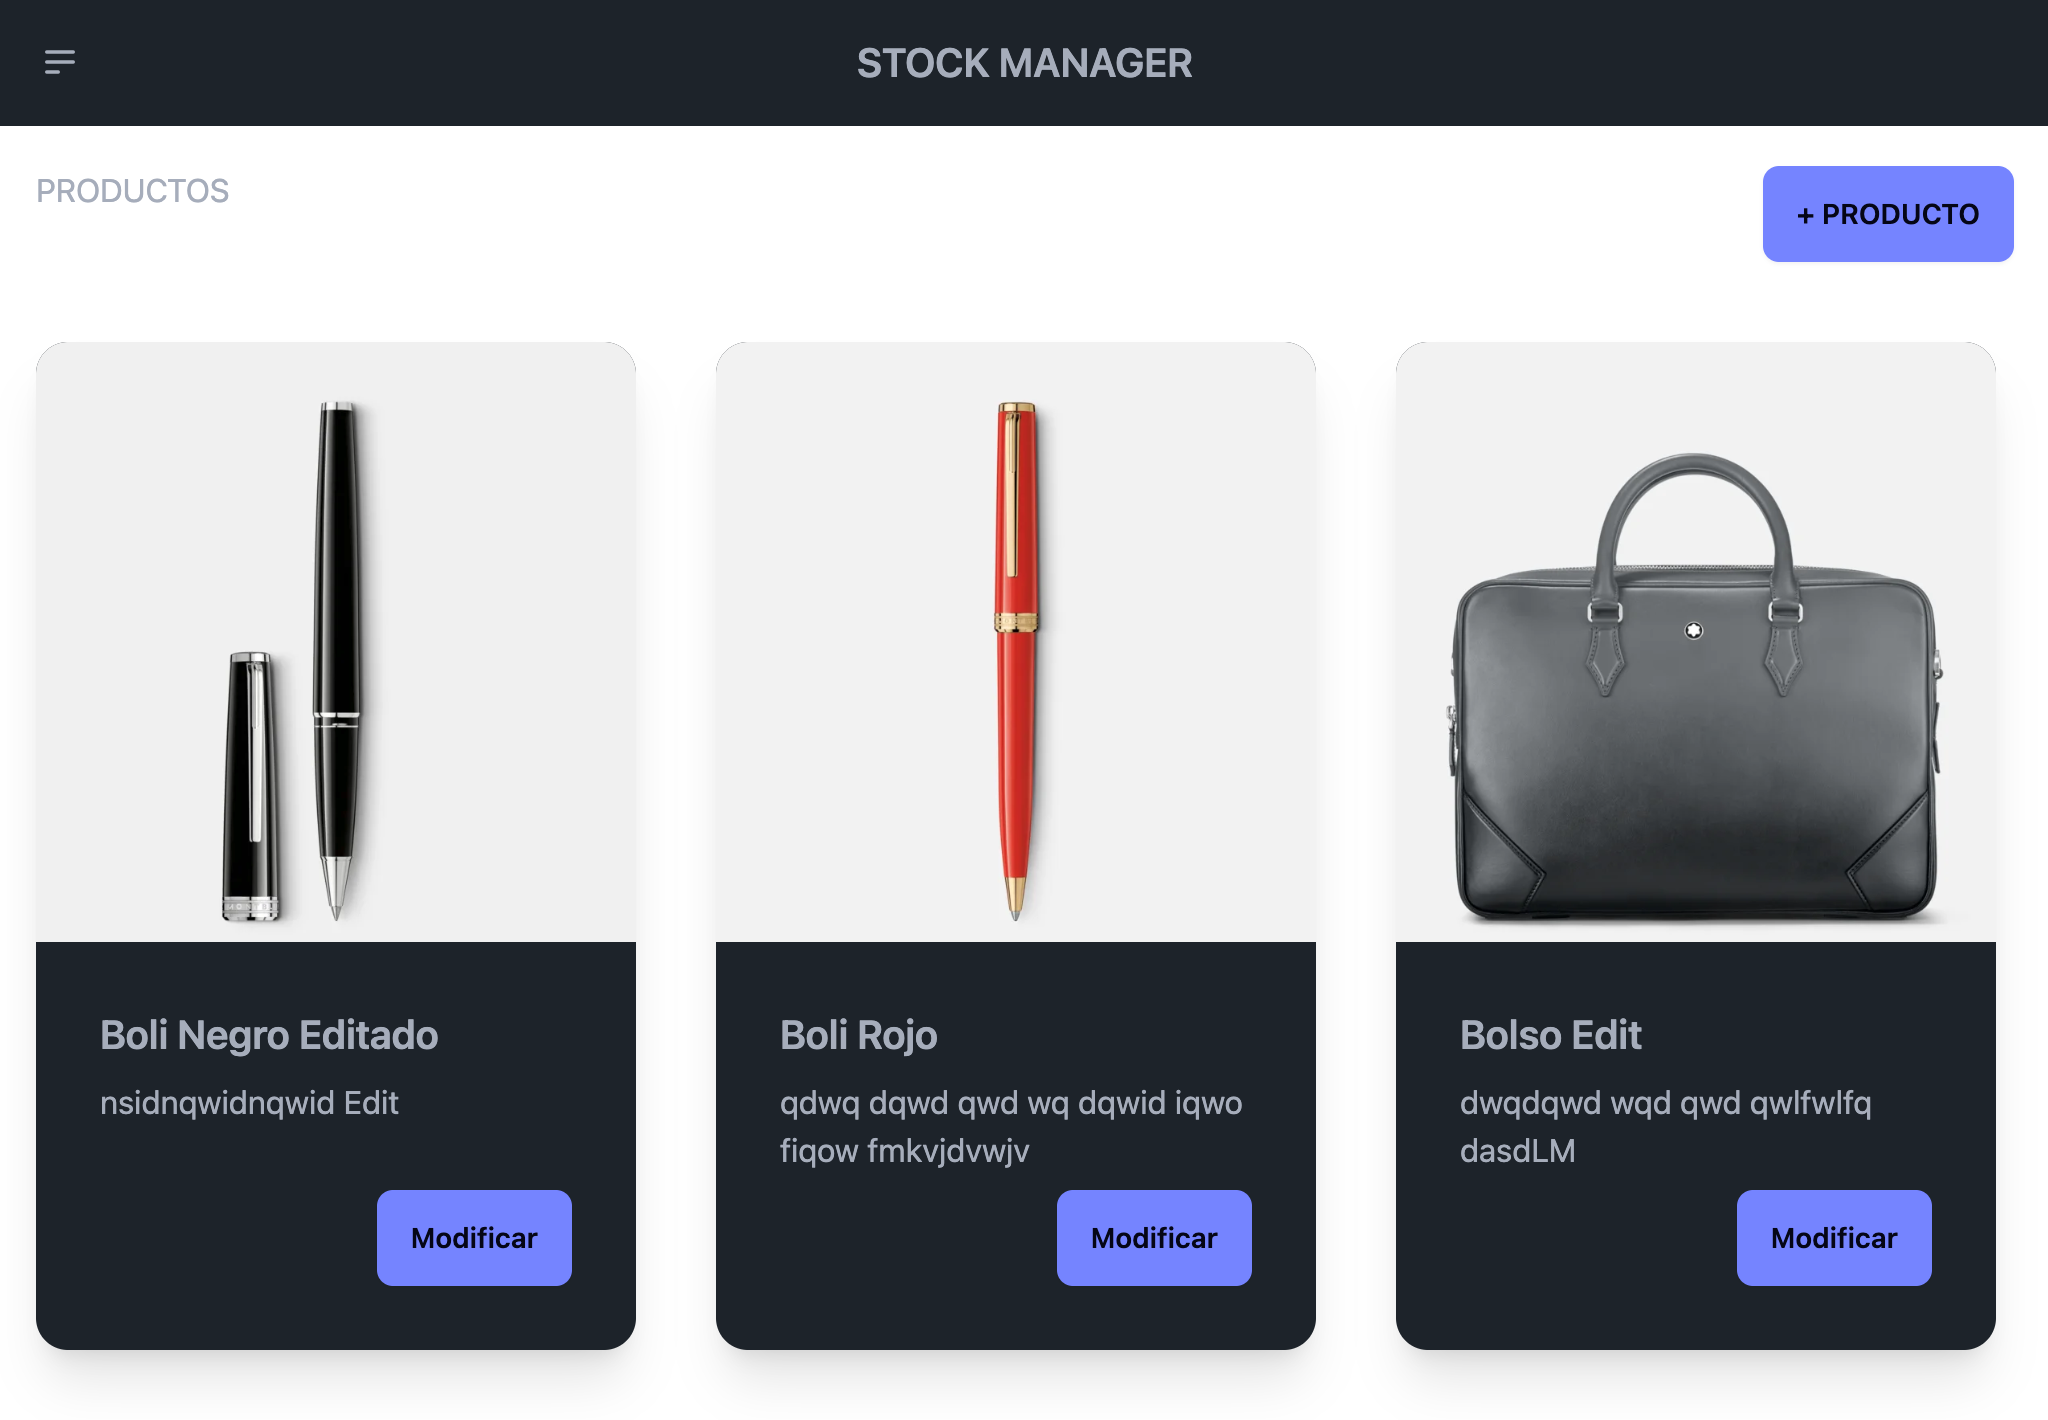 STOCK MANAGER
PRODUCTOS
+ PRODUCTO
Boli Negro Editado
nsidnqwidnqwid Edit
Modificar
Boli Rojo
qdwq dqwd qwd wq dqwid iqwo
fiqow fmkvjdvwjv
Modificar
Bolso Edit
dwqdqwd wqd qwd qwlfwlfq
dasdLM
Modificar